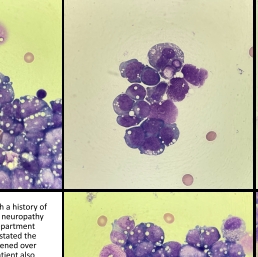 h a history of
neuropathy
partment
stated the
ened over
tient also